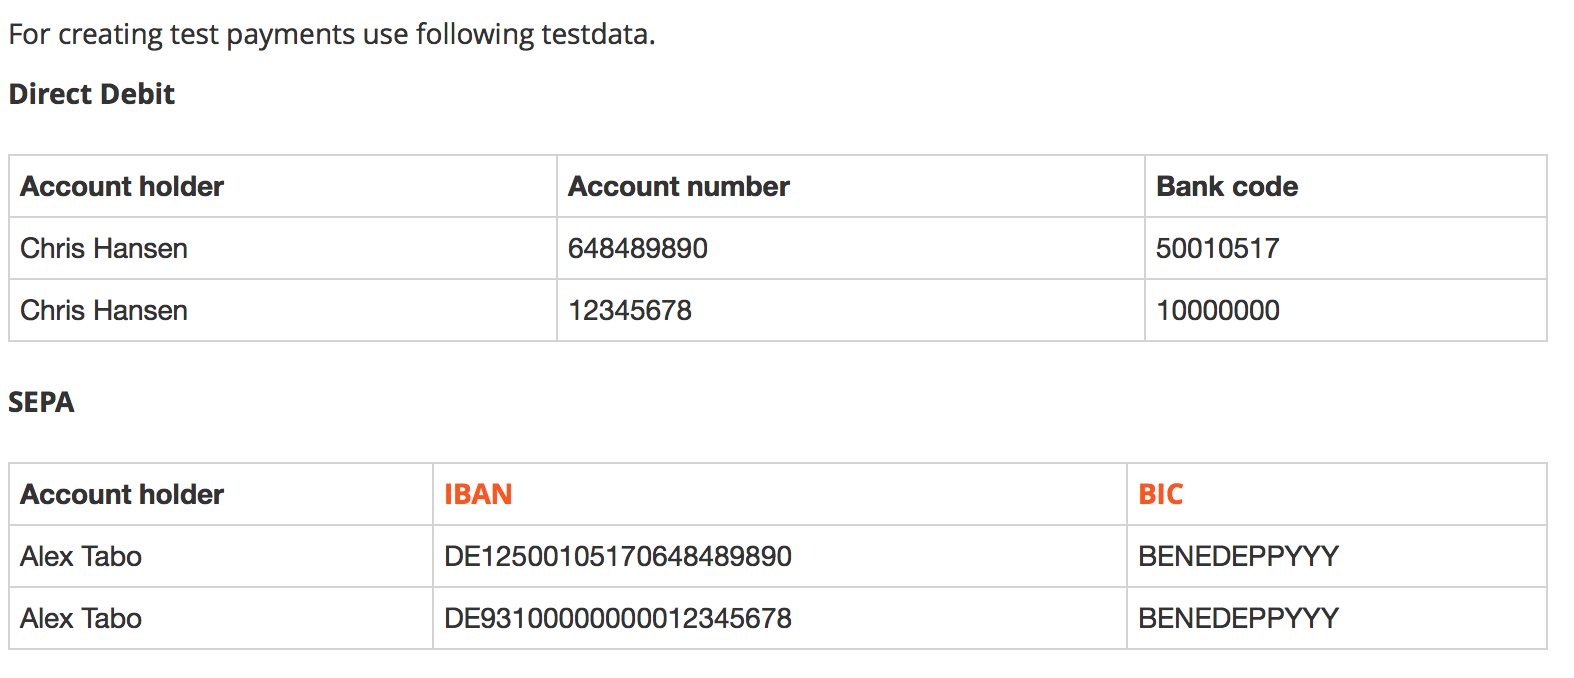 For creating test payments use following testdata.
Direct Debit
Account holder Account number Bank code
Chris Hansen 648489890 50010517
Chris Hansen 12345678 10000000
SEPA
Account holder IBAN BIC
Alex Tabo DE12500105170648489890 BENEDEPPYYY
Alex Tabo DE93100000000012345678 BENEDEPPYYY